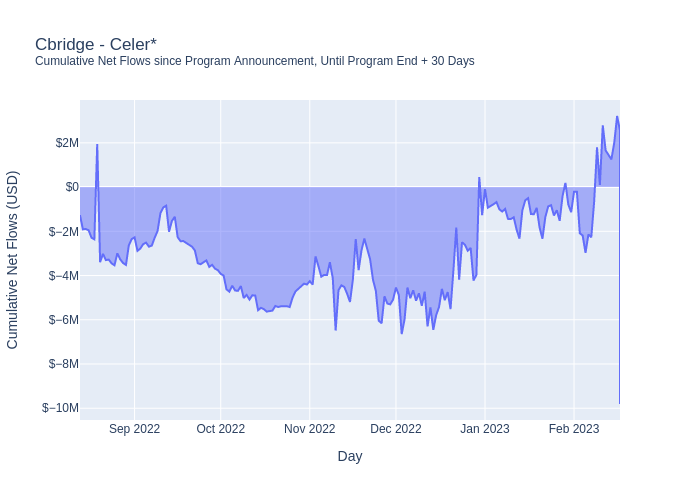 Cbridge - Celer*
Cumulative Net Flows since Program Announcement, Until Program End + 30 Days
$2M
$0
$−2M
$−4M
$−6M
$−8M
$−10M
Cumulative Net Flows (USD)
Sep 2022 Oct 2022 Nov 2022 Dec 2022 Jan 2023 Feb 2023
Day